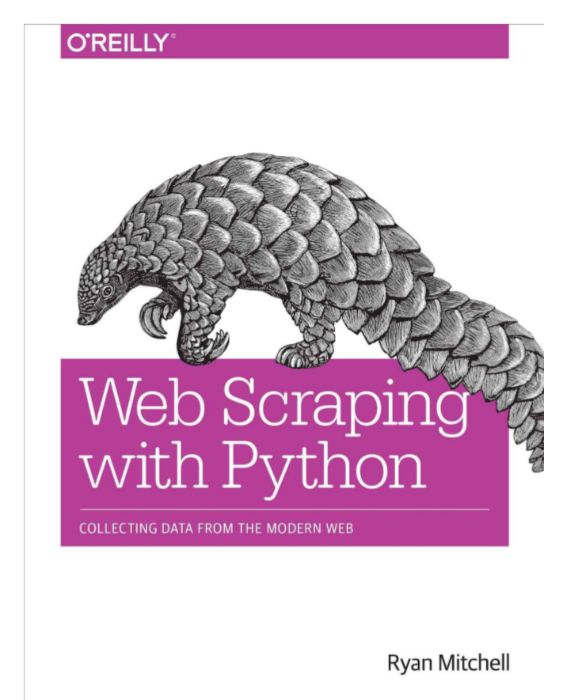 O'REILLY®
Web Scraping
with Python
COLLECTING DATA FROM THE MODERN WEB
Ryan Mitchell